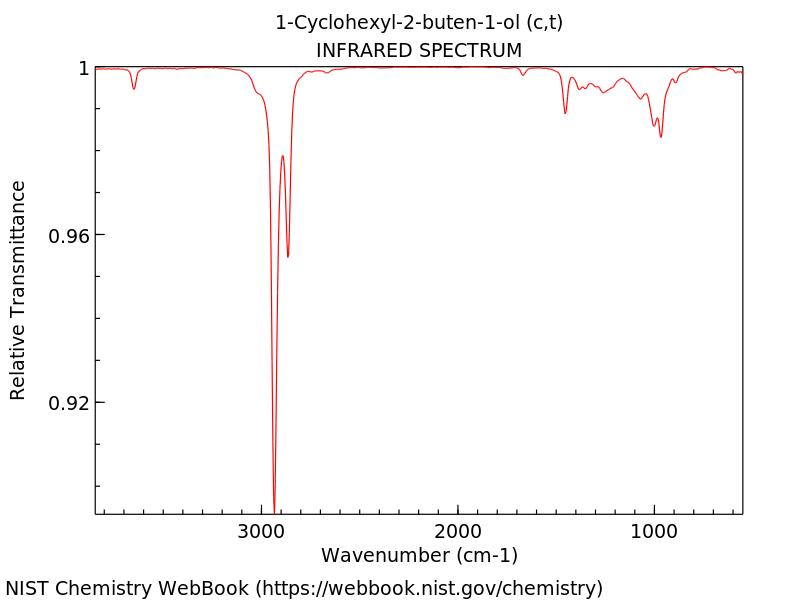 1-Cyclohexyl-2-buten-1-ol (c,t)
INFRARED SPECTRUM
1
0.96
0.92
Relative Transmittance
3000 2000 1000
Wavenumber (cm-1)
NIST Chemistry WebBook (https://webbook.nist.gov/chemistry)